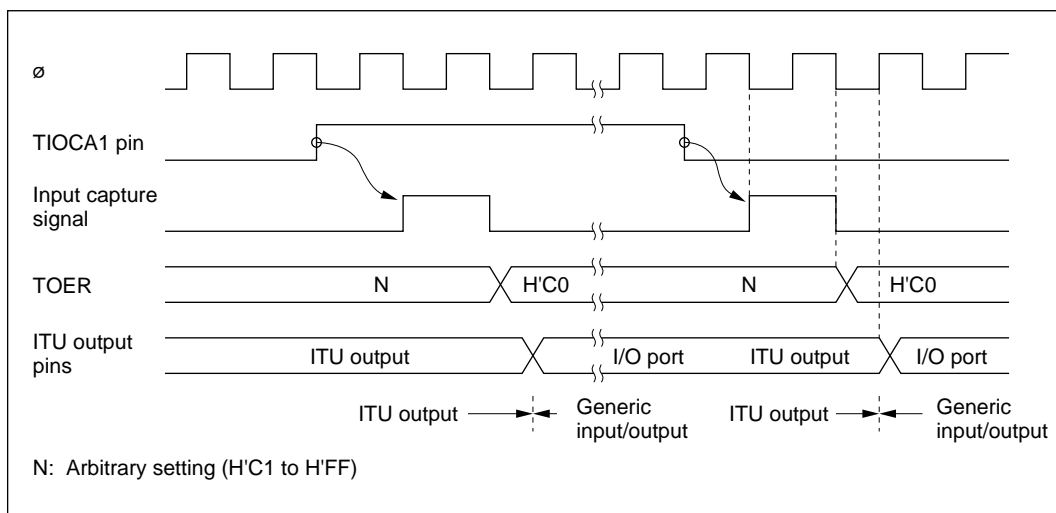 ø
TIOCA1 pin
Input capture
signal
TOER
N
H'C0
N
H'C0
ITU output
pins
ITU output
I/O port
ITU output
I/O port
ITU output
Generic
input/output
ITU output
Generic
input/output
N: Arbitrary setting (H'C1 to H'FF)